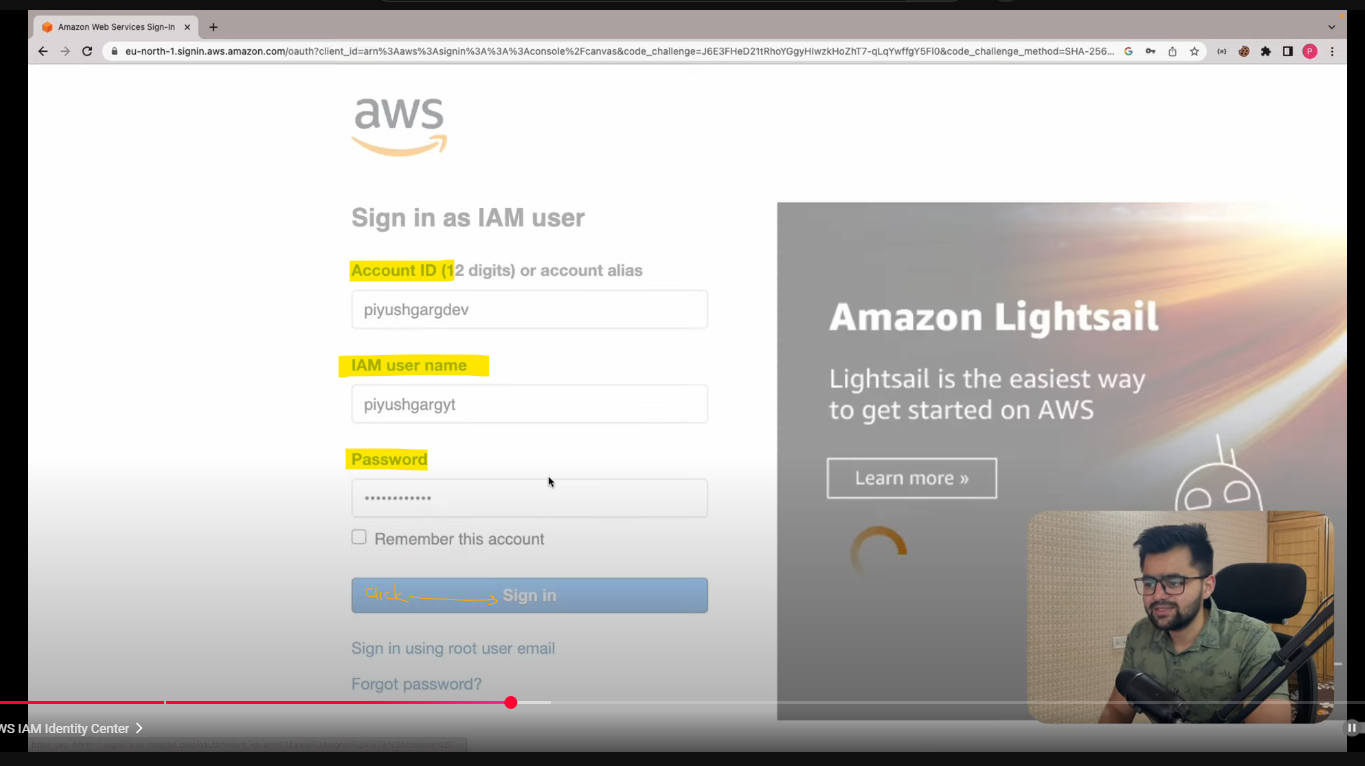 Amazon Web Services Sign-In
eu-north-1.signin.aws.amazon.com/oauth?client_id=arn%3Aaws%3Asignin%3A%3A%3Aconsole%2Fcanvas&code_challenge=J6E3FHeD21tRhoYGgyHIwzkHoZhT7-qLqYwffgY5FI0&code_challenge_method=SHA-256...
aws
Sign in as IAM user
Account ID (12 digits) or account alias
piyushgargdev
IAM user name
piyushgargyt
Password
Remember this account
Click Sign in
Sign in using root user email
Forgot password?
Amazon Lightsail
Lightsail is the easiest way
to get started on AWS
Learn more »
WS IAM Identity Center